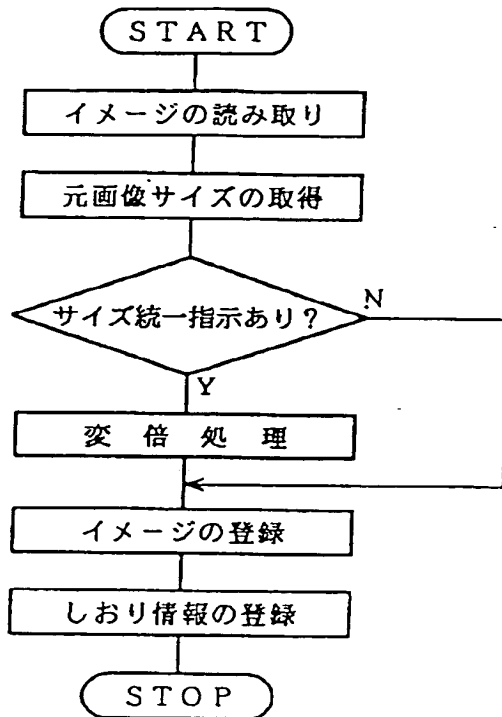 START
イメージの読み取り
元画像サイズの取得
サイズ統一指示あり?
N
Y
変倍処理
イメージの登録
しおり情報の登録
STOP